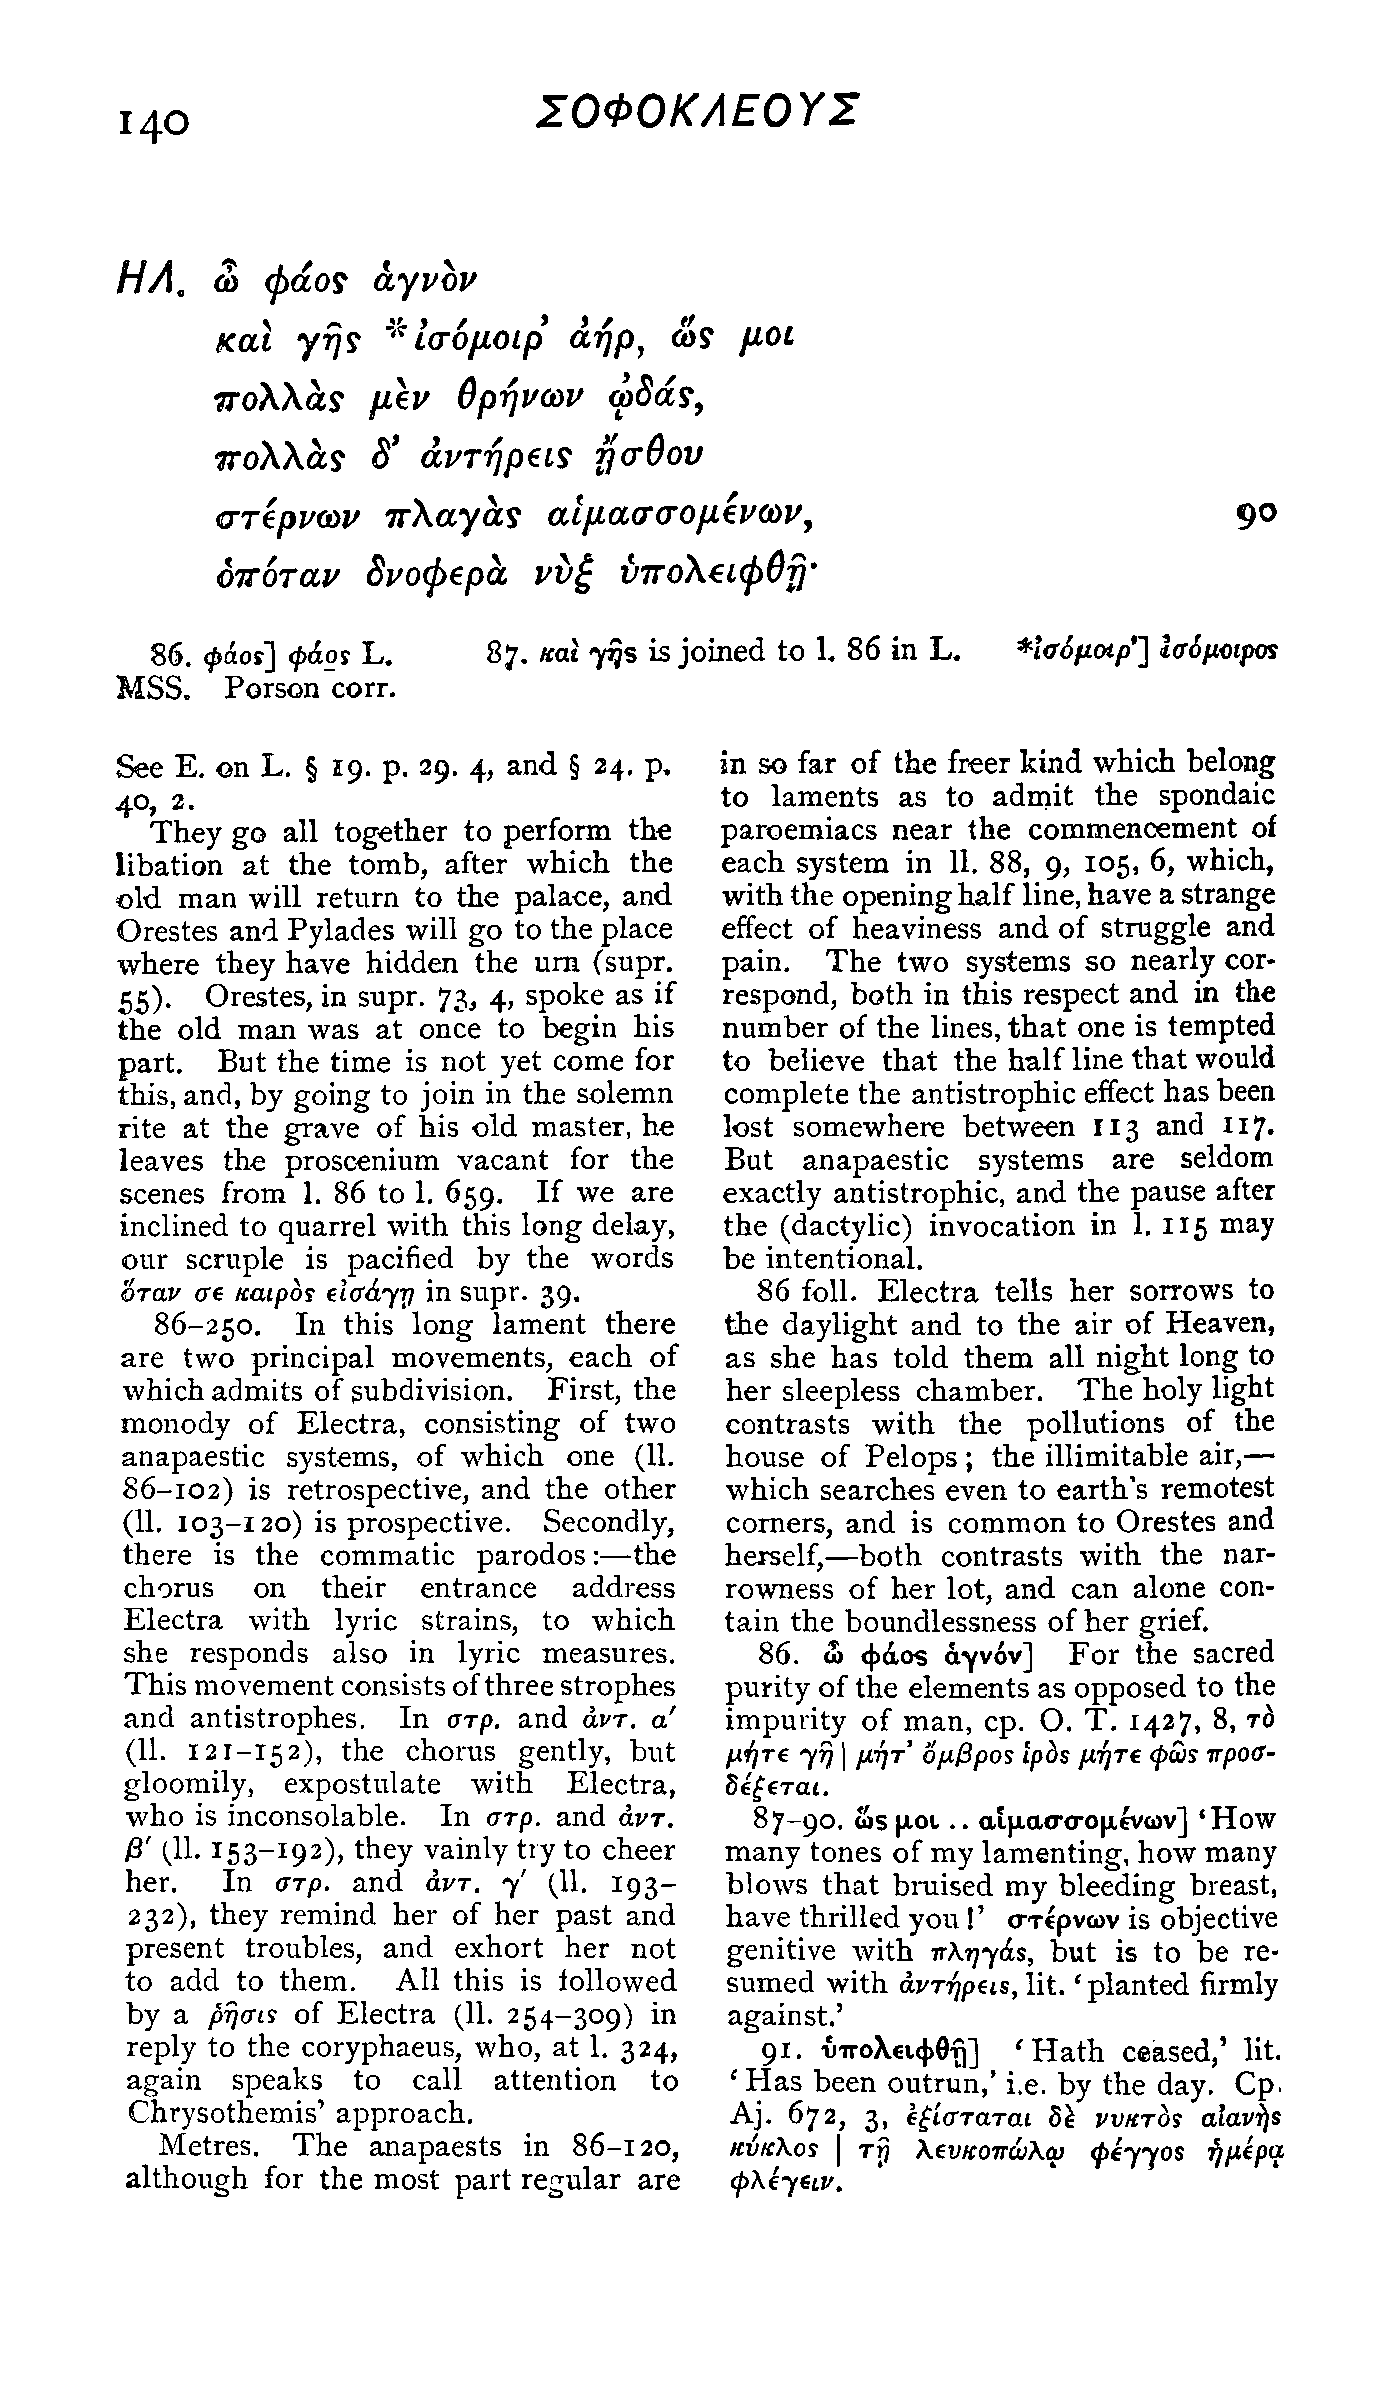 140
ΣΟΦΟΚΛΕΟΥΣ
ΗΛ. ὦ φάος ἁγνὸν
καὶ γῆς *ἰσόμοιρ’ ἀήρ, ὥς μοι
πολλὰς μὲν θρήνων ᾠδάς,
πολλὰς δ’ ἀντήρεις ᾔσθου
στέρνων πλαγὰς αἱμασσομένων,
90
ὁπόταν δνοφερὰ νὺξ ὑπολειφθῇ·
86. φάος] φάος L. 87. καὶ γῆς is joined to l. 86 in L. *ἰσόμοιρ’] ἰσόμοιρος
MSS. Porson corr.
See E. on L. § 19. p. 29. 4, and § 24. p.
40, 2.
They go all together to perform the
libation at the tomb, after which the
old man will return to the palace, and
Orestes and Pylades will go to the place
where they have hidden the urn (supr.
55). Orestes, in supr. 73, 4, spoke as if
the old man was at once to begin his
part. But the time is not yet come for
this, and, by going to join in the solemn
rite at the grave of his old master, he
leaves the proscenium vacant for the
scenes from l. 86 to l. 659. If we are
inclined to quarrel with this long delay,
our scruple is pacified by the words
ὅταν σε καιρὸς εἰσάγῃ in supr. 39.
86–250. In this long lament there
are two principal movements, each of
which admits of subdivision. First, the
monody of Electra, consisting of two
anapaestic systems, of which one (ll.
86–102) is retrospective, and the other
(ll. 103–120) is prospective. Secondly,
there is the commatic parodos:—the
chorus on their entrance address
Electra with lyric strains, to which
she responds also in lyric measures.
This movement consists of three strophes
and antistrophes. In στρ. and ἀντ. α′
(ll. 121–152), the chorus gently, but
gloomily, expostulate with Electra,
who is inconsolable. In στρ. and ἀντ.
β′ (ll. 153–192), they vainly try to cheer
her. In στρ. and ἀντ. γ′ (ll. 193–
232), they remind her of her past and
present troubles, and exhort her not
to add to them. All this is followed
by a ῥῆσις of Electra (ll. 254–309) in
reply to the coryphaeus, who, at l. 324,
again speaks to call attention to
Chrysothemis’ approach.
Metres. The anapaests in 86–120,
although for the most part regular are
in so far of the freer kind which belong
to laments as to admit the spondaic
paroemiacs near the commencement of
each system in ll. 88, 9, 105, 6, which,
with the opening half line, have a strange
effect of heaviness and of struggle and
pain. The two systems so nearly cor-
respond, both in this respect and in the
number of the lines, that one is tempted
to believe that the half line that would
complete the antistrophic effect has been
lost somewhere between 113 and 117.
But anapaestic systems are seldom
exactly antistrophic, and the pause after
the (dactylic) invocation in l. 115 may
be intentional.
86 foll. Electra tells her sorrows to
the daylight and to the air of Heaven,
as she has told them all night long to
her sleepless chamber. The holy light
contrasts with the pollutions of the
house of Pelops; the illimitable air,—
which searches even to earth's remotest
corners, and is common to Orestes and
herself,—both contrasts with the nar-
rowness of her lot, and can alone con-
tain the boundlessness of her grief.
86. ὦ φάος ἁγνόν] For the sacred
purity of the elements as opposed to the
impurity of man, cp. O. T. 1427, 8, τὸ
μήτε γῆ | μήτ’ ὄμβρος ἱρὸς μήτε φῶς προσ-
δέξεται.
87–90. ὥς μοι .. αἱμασσομένων] ‘How
many tones of my lamenting, how many
blows that bruised my bleeding breast,
have thrilled you!’ στέρνων is objective
genitive with πληγάς, but is to be re-
sumed with ἀντήρεις, lit. ‘planted firmly
against.’
91. ὑπολειφθῇ] ‘Hath ceased,’ lit.
‘Has been outrun,’ i.e. by the day. Cp.
Aj. 672, 3, ἐξίσταται δὲ νυκτὸς αἰανὴς
κύκλος | τῇ λευκοπώλῳ φέγγος ἡμέρᾳ
φλέγειν.